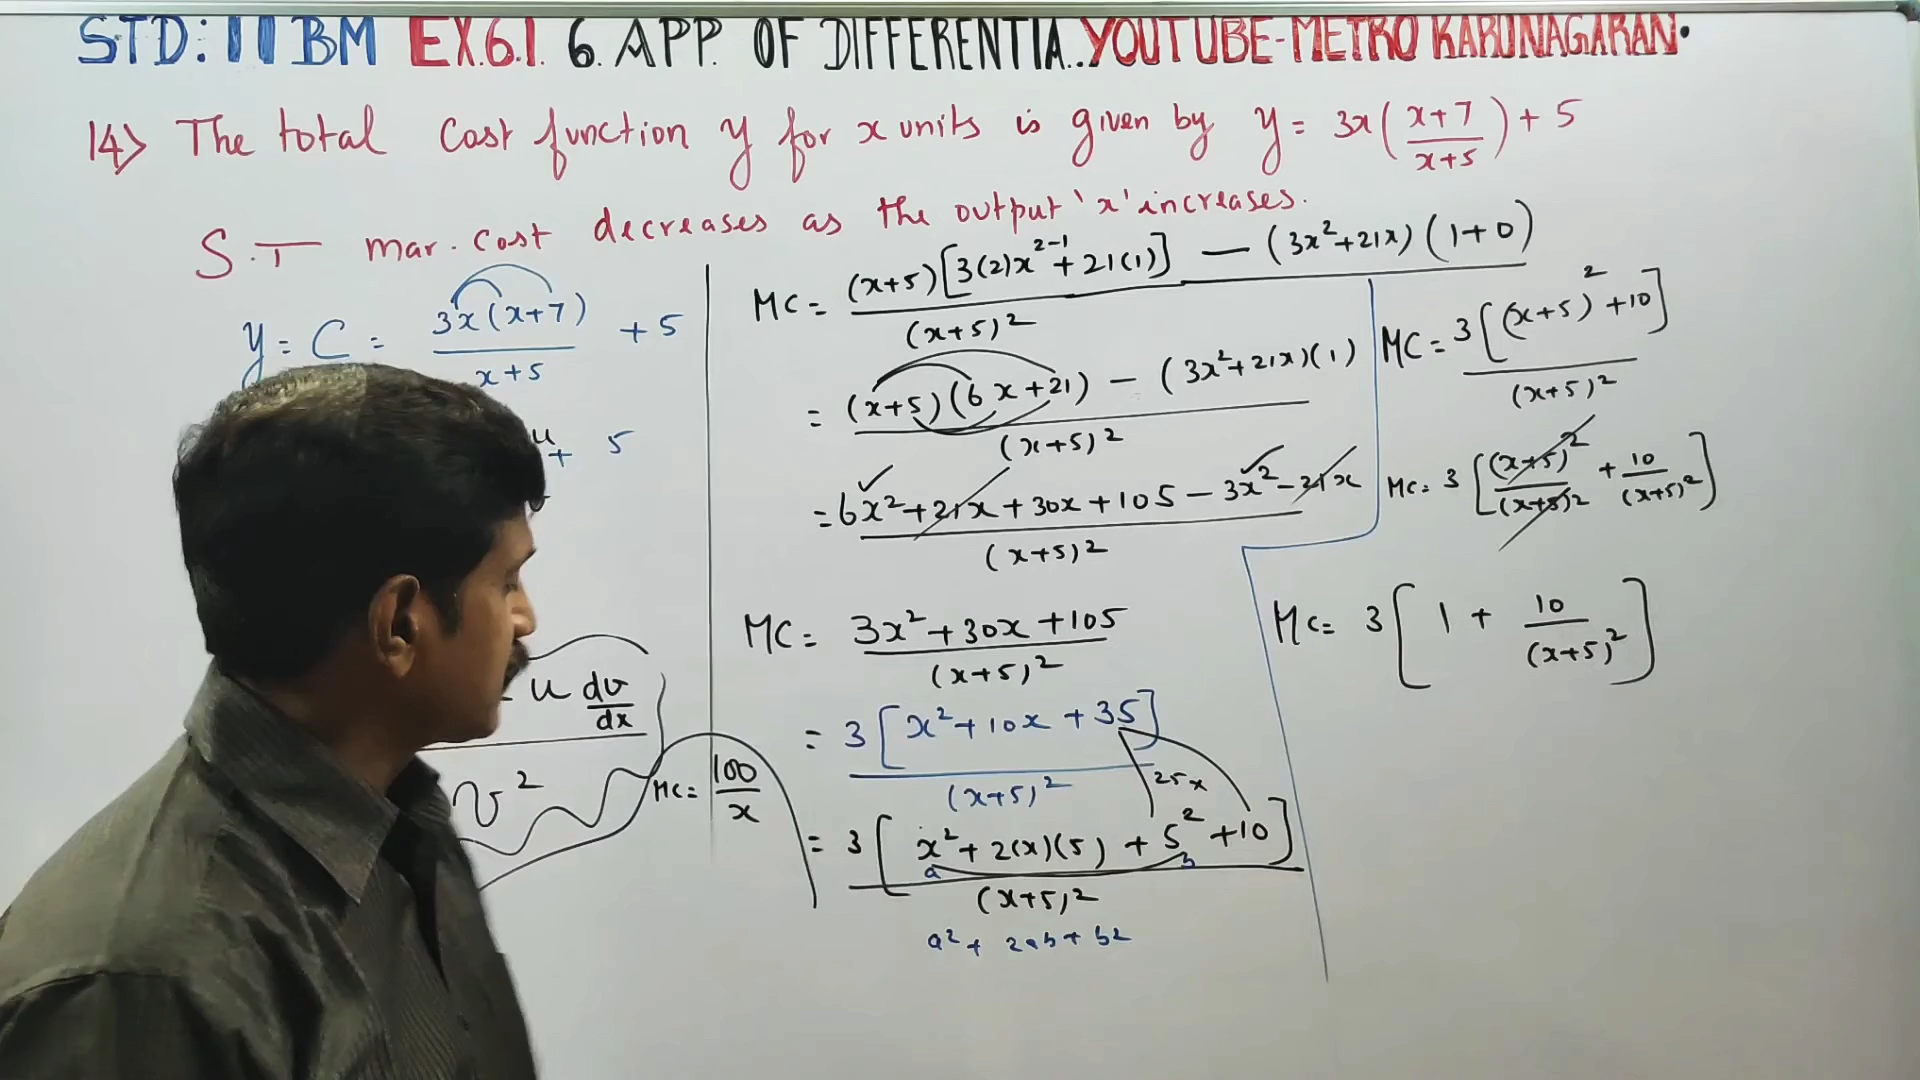 STD: 11 BM EX.6.1. 6. APP. OF DIFFERENTIA..YOUTUBE-METRO KARUNAGARAN.
14) The total cost function y for x units is given by y = 3x((x+7)/(x+5)) + 5
S.T mar. cost decreases as the output 'x' increases.
y = C = 3x(x+7)/(x+5) + 5
u + 5
- u dv/dx
v²
MC = 100/x
MC = ((x+5)[3(2)x²⁻¹ + 21(1)] - (3x²+21x)(1+0))/(x+5)²
= ((x+5)(6x+21) - (3x²+21x)(1))/(x+5)²
= (6x²+21x+30x+105-3x²-21x)/(x+5)²
MC = (3x²+30x+105)/(x+5)²
= 3[x²+10x+35]/(x+5)²
25
= 3[x²+2(x)(5)+5²+10]/(x+5)²
a b
a²+2ab+b²
MC = 3[(x+5)²+10]/(x+5)²
MC = 3[(x+5)²/(x+5)² + 10/(x+5)²]
MC = 3[1 + 10/(x+5)²]